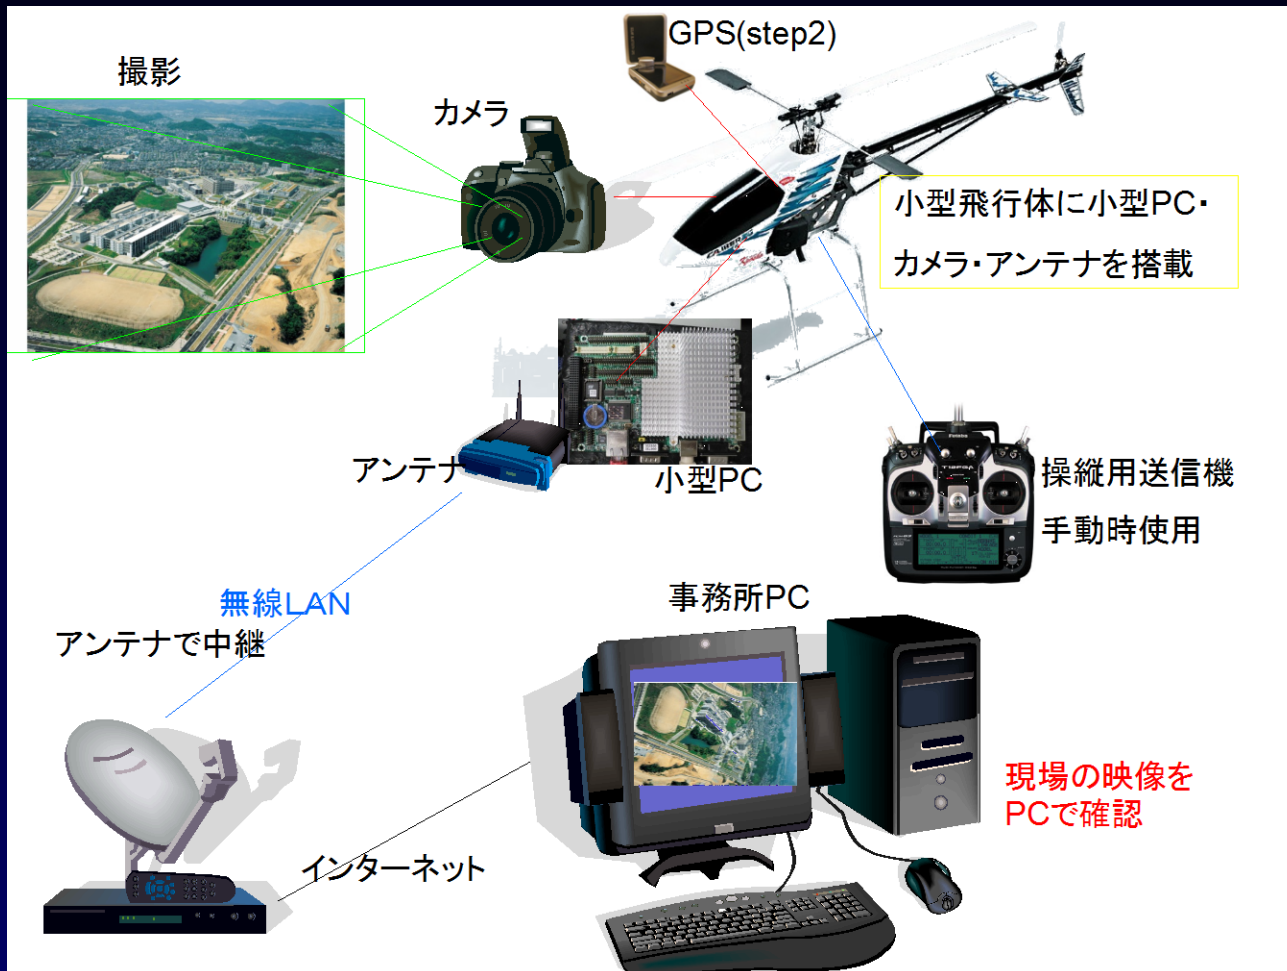 GPS(step2)
撮影
カメラ
小型飛行体に小型PC・
カメラ・アンテナを搭載
アンテナ
小型PC
操縦用送信機
手動時使用
無線LAN
アンテナで中継
事務所PC
現場の映像を
PCで確認
インターネット
Futaba